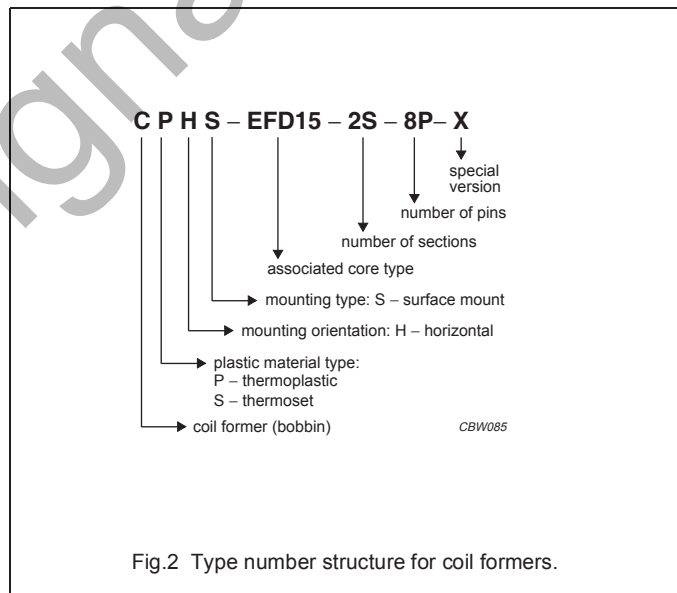 C P H S – EFD15 – 2S – 8P – X
special
version
number of pins
number of sections
associated core type
mounting type: S – surface mount
mounting orientation: H – horizontal
plastic material type:
P – thermoplastic
S – thermoset
coil former (bobbin)
CBW085
Fig.2 Type number structure for coil formers.